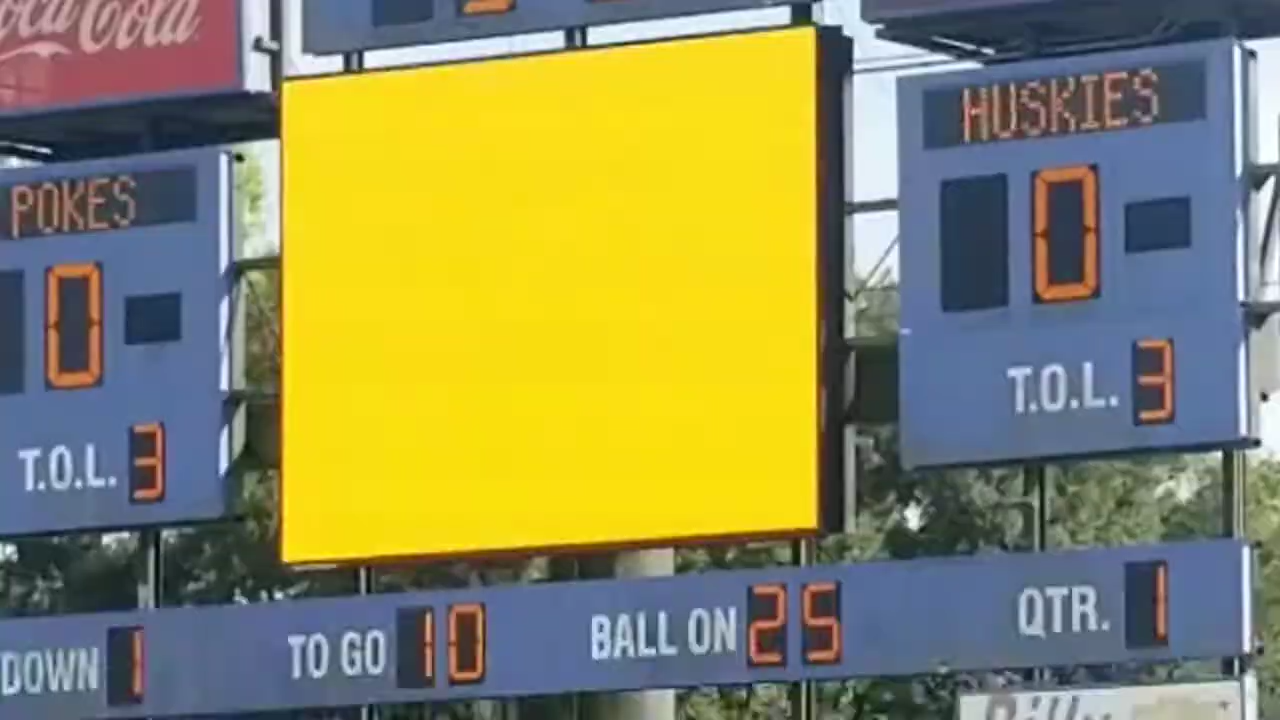 Coca-Cola
POKES
0
T.O.L. 3
HUSKIES
0
T.O.L. 3
DOWN 1
TO GO 10
BALL ON 25
QTR. 1